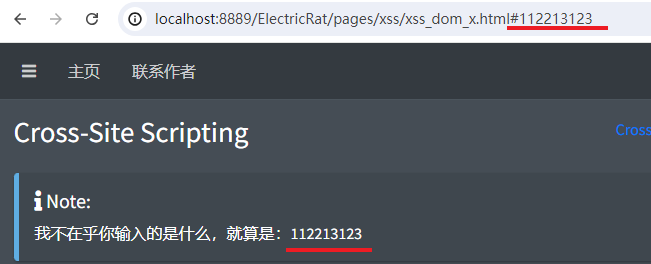 localhost:8889/ElectricRat/pages/xss/xss_dom_x.html#112213123
主页 联系作者
Cross-Site Scripting
Cross
Note:
我不在乎你输入的是什么，就算是：112213123